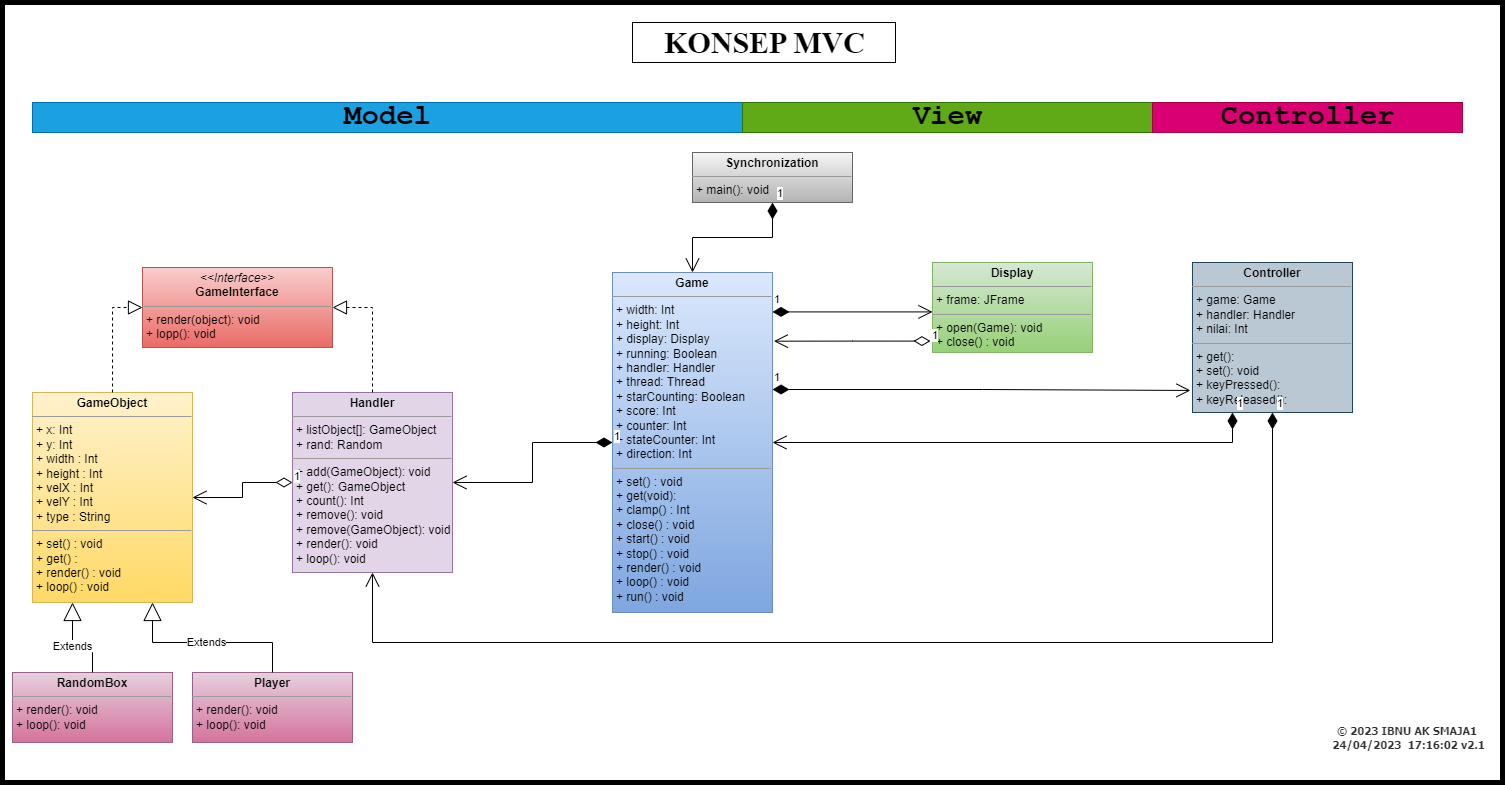 KONSEP MVC
Model
View
Controller
Synchronization
+ main(): void
1
<<Interface>>
GameInterface
+ render(object): void
+ lopp(): void
GameObject
+ x: Int
+ y: Int
+ width : Int
+ height : Int
+ velX : Int
+ velY : Int
+ type : String
+ set() : void
+ get() :
+ render() : void
+ loop() : void
Handler
+ listObject[]: GameObject
+ rand: Random
+ add(GameObject): void
+ get(): GameObject
+ count(): Int
+ remove(): void
+ remove(GameObject): void
+ render(): void
+ loop(): void
1
Game
+ width: Int
+ height: Int
+ display: Display
+ running: Boolean
+ handler: Handler
+ thread: Thread
+ starCounting: Boolean
+ score: Int
+ counter: Int
+ stateCounter: Int
+ direction: Int
+ set() : void
+ get(void):
+ clamp() : Int
+ close() : void
+ start() : void
+ stop() : void
+ render() : void
+ loop() : void
+ run() : void
1
1
1
Display
+ frame: JFrame
+ open(Game): void
+ close() : void
1
Controller
+ game: Game
+ handler: Handler
+ nilai: Int
+ get():
+ set(): void
+ keyPressed():
+ keyReleased():
1
1
Extends
Extends
RandomBox
+ render(): void
+ loop(): void
Player
+ render(): void
+ loop(): void
© 2023 IBNU AK SMAJA1
24/04/2023 17:16:02 v2.1